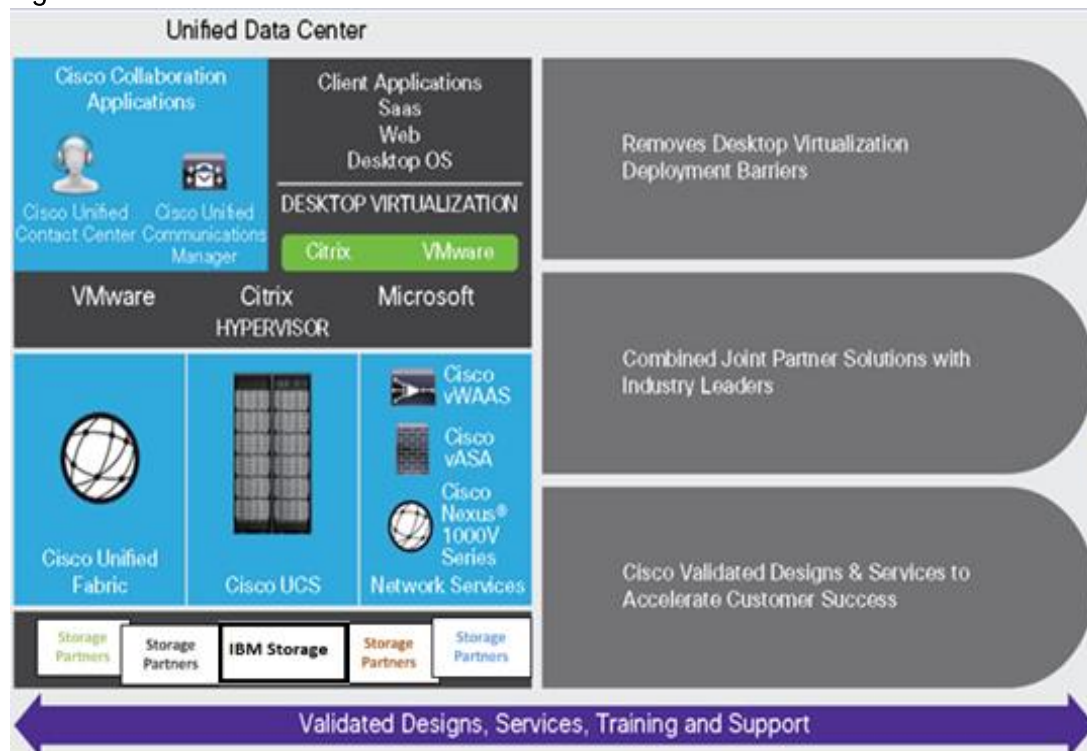 Unified Data Center
Cisco Collaboration
Applications
Cisco Unified
Contact Center
Cisco Unified
Communications
Manager
Client Applications
Saas
Web
Desktop OS
DESKTOP VIRTUALIZATION
Citrix VMware
VMware Citrix Microsoft
HYPERVISOR
Cisco Unified
Fabric
Cisco UCS
Cisco
vWAAS
Cisco
vASA
Cisco
Nexus®
1000V
Series
Network Services
Storage
Partners
Storage
Partners
IBM Storage
Storage
Partners
Storage
Partners
Removes Desktop Virtualization
Deployment Barriers
Combined Joint Partner Solutions with
Industry Leaders
Cisco Validated Designs & Services to
Accelerate Customer Success
Validated Designs, Services, Training and Support